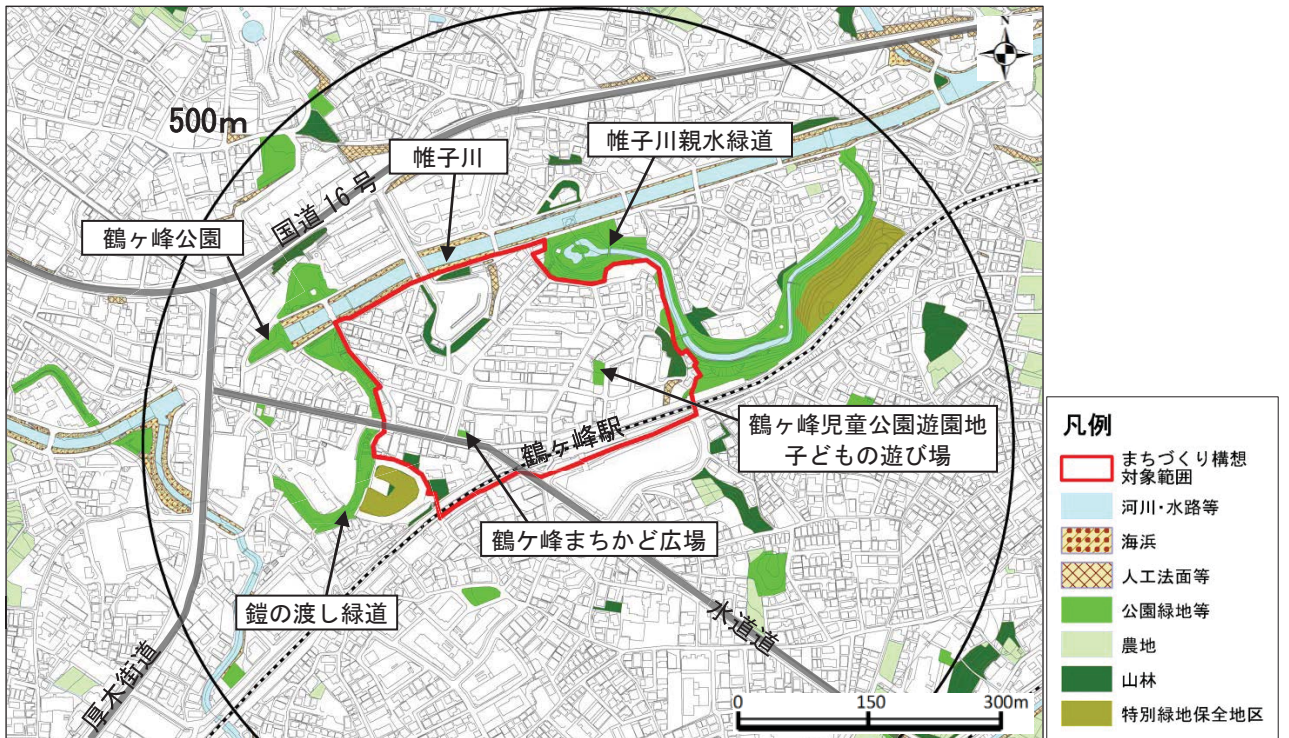 500m
N
帷子川
帷子川親水緑道
鶴ヶ峰公園
国道16号
鶴ヶ峰児童公園遊園地
子どもの遊び場
鶴ヶ峰駅
鶴ケ峰まちかど広場
鎧の渡し緑道
水道道
厚木街道
0 150 300m
凡例
まちづくり構想
対象範囲
河川・水路等
海浜
人工法面等
公園緑地等
農地
山林
特別緑地保全地区